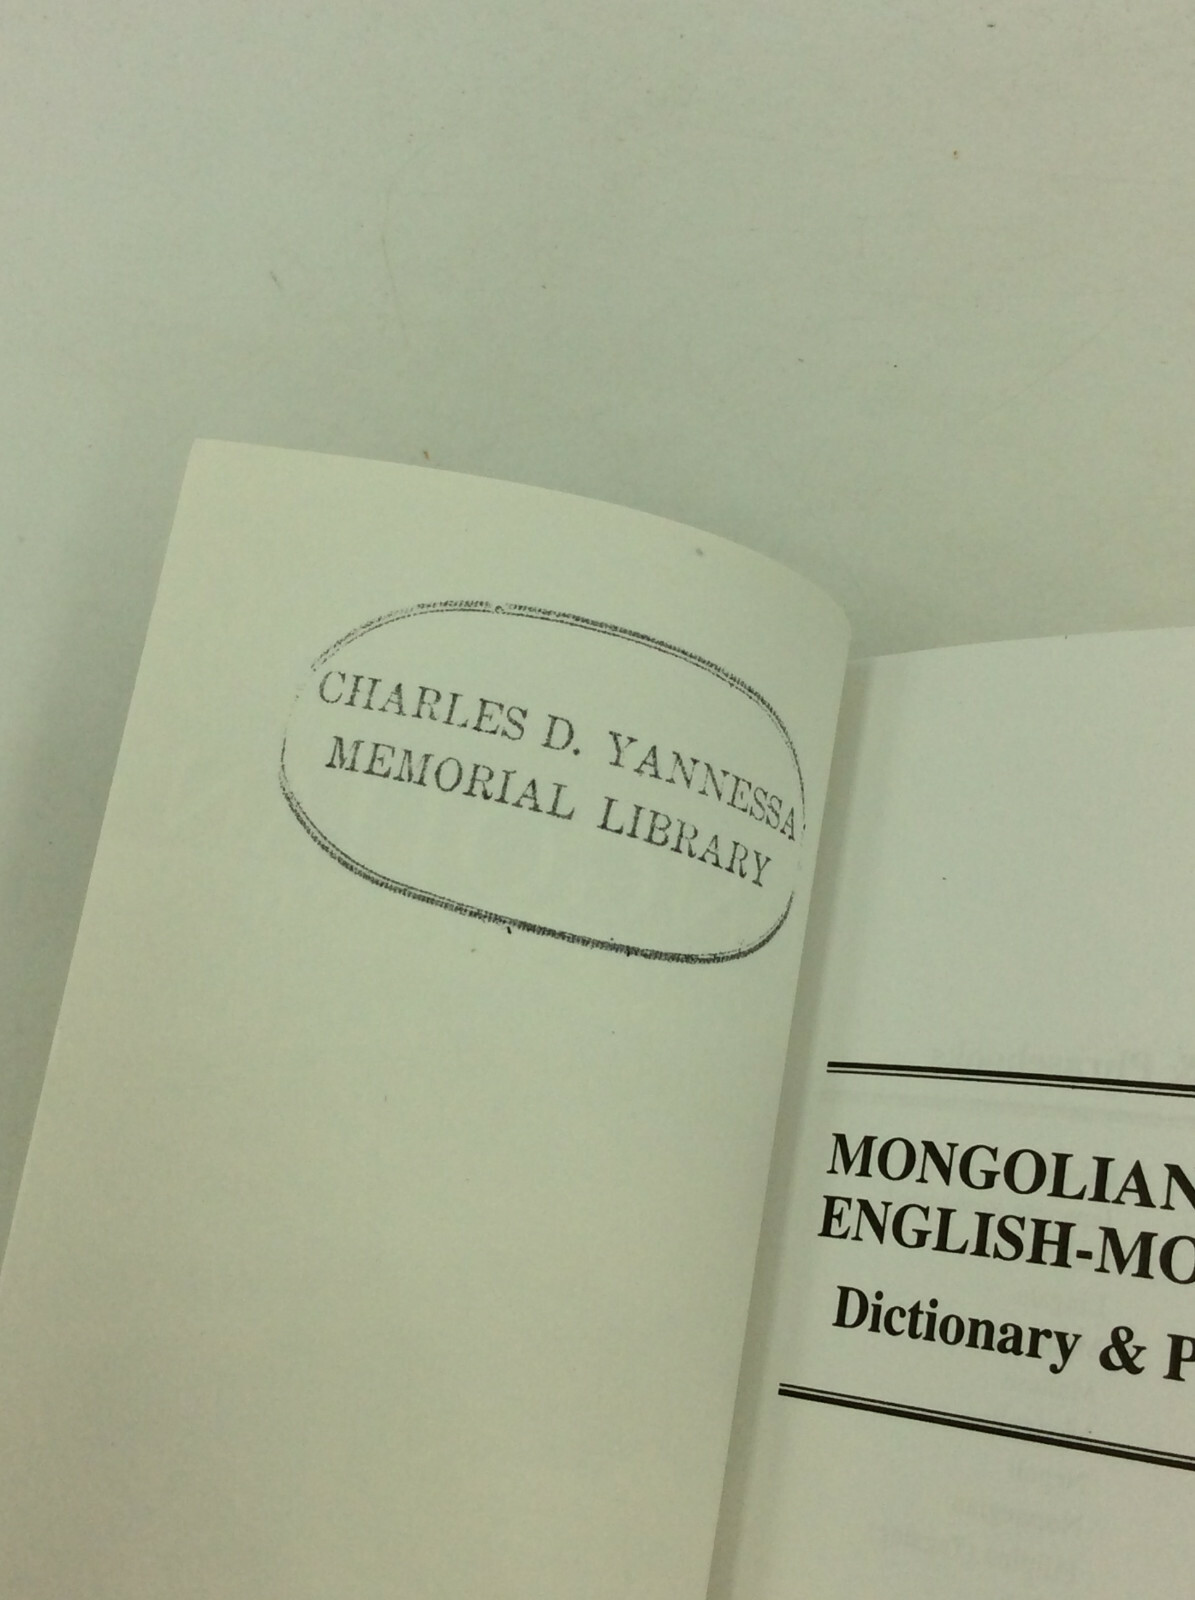 CHARLES D. YANNESSA
MEMORIAL LIBRARY
MONGOLIAN
ENGLISH-MO
Dictionary & P